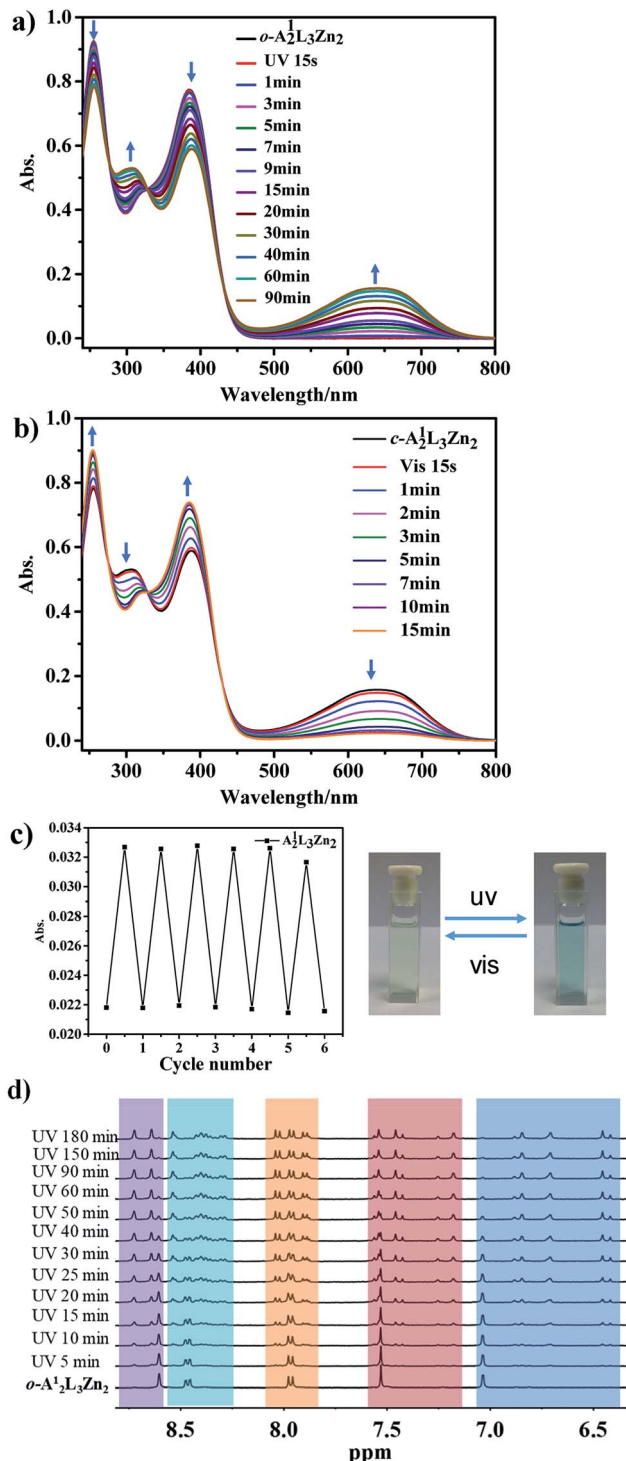 a)
o-A¹₂L₃Zn₂
UV 15s
1min
3min
5min
7min
9min
15min
20min
30min
40min
60min
90min
1.0
0.8
0.6
0.4
0.2
0.0
Abs.
300 400 500 600 700 800
Wavelength/nm
b)
c-A¹₂L₃Zn₂
Vis 15s
1min
2min
3min
5min
7min
10min
15min
1.0
0.8
0.6
0.4
0.2
0.0
Abs.
300 400 500 600 700 800
Wavelength/nm
c)
A¹₂L₃Zn₂
0.034
0.032
0.030
0.028
0.026
0.024
0.022
0.020
Abs.
0 1 2 3 4 5 6
Cycle number
uv
vis
d)
UV 180 min
UV 150 min
UV 90 min
UV 60 min
UV 50 min
UV 40 min
UV 30 min
UV 25 min
UV 20 min
UV 15 min
UV 10 min
UV 5 min
o-A¹₂L₃Zn₂
8.5 8.0 7.5 7.0 6.5
ppm